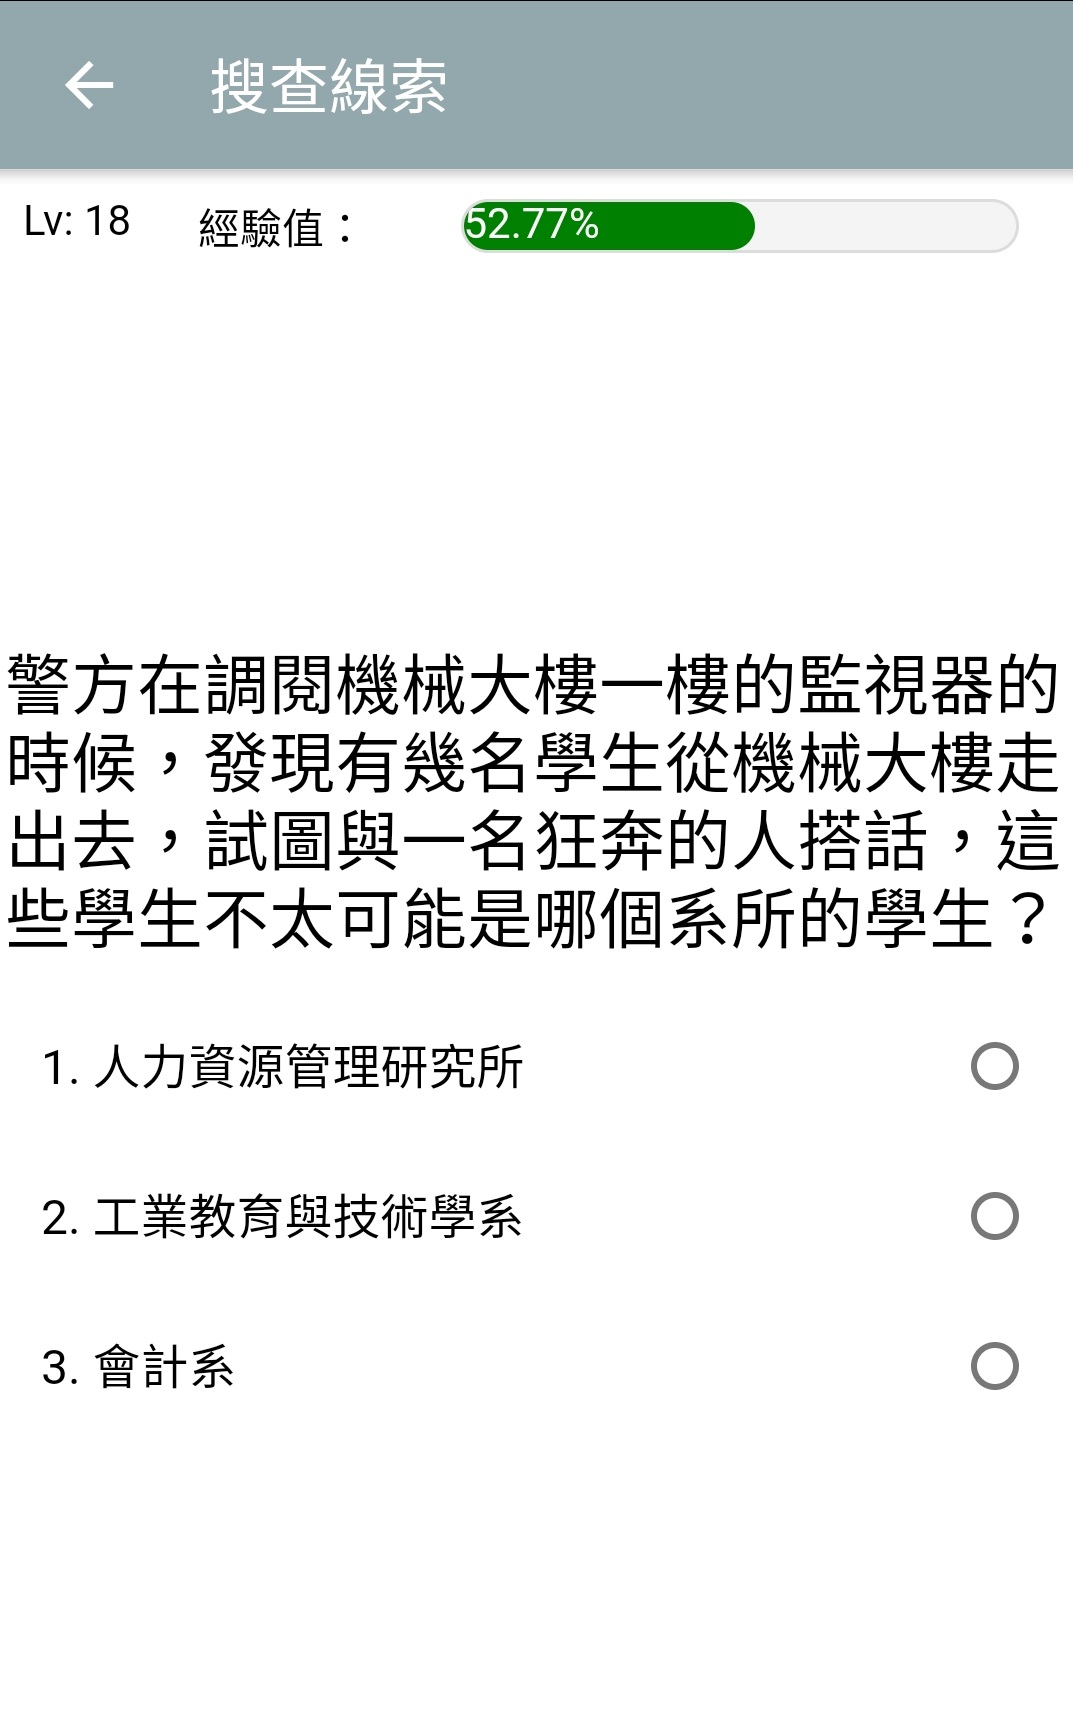 搜查線索
Lv: 18 經驗值： 52.77%
警方在調閱機械大樓一樓的監視器的
時候，發現有幾名學生從機械大樓走
出去，試圖與一名狂奔的人搭話，這
些學生不太可能是哪個系所的學生？
1. 人力資源管理研究所
2. 工業教育與技術學系
3. 會計系